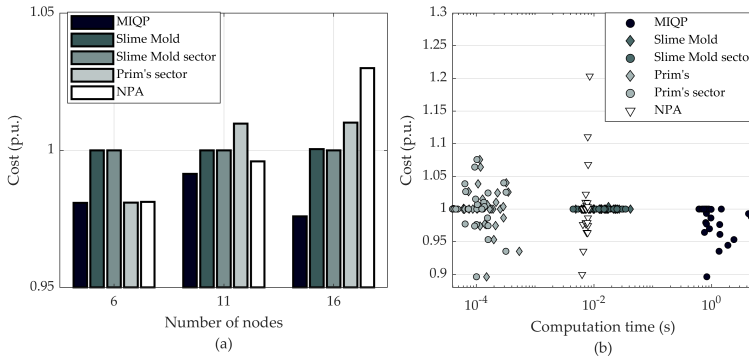 1.05
1
0.95
Cost (p.u.)
MIQP
Slime Mold
Slime Mold sector
Prim's sector
NPA
6
11
16
Number of nodes
(a)
1.3
1.25
1.2
1.15
1.1
1.05
1.0
0.95
0.9
Cost (p.u.)
MIQP
Slime Mold
Slime Mold sector
Prim's
Prim's sector
NPA
10⁻⁴
10⁻²
10⁰
Computation time (s)
(b)